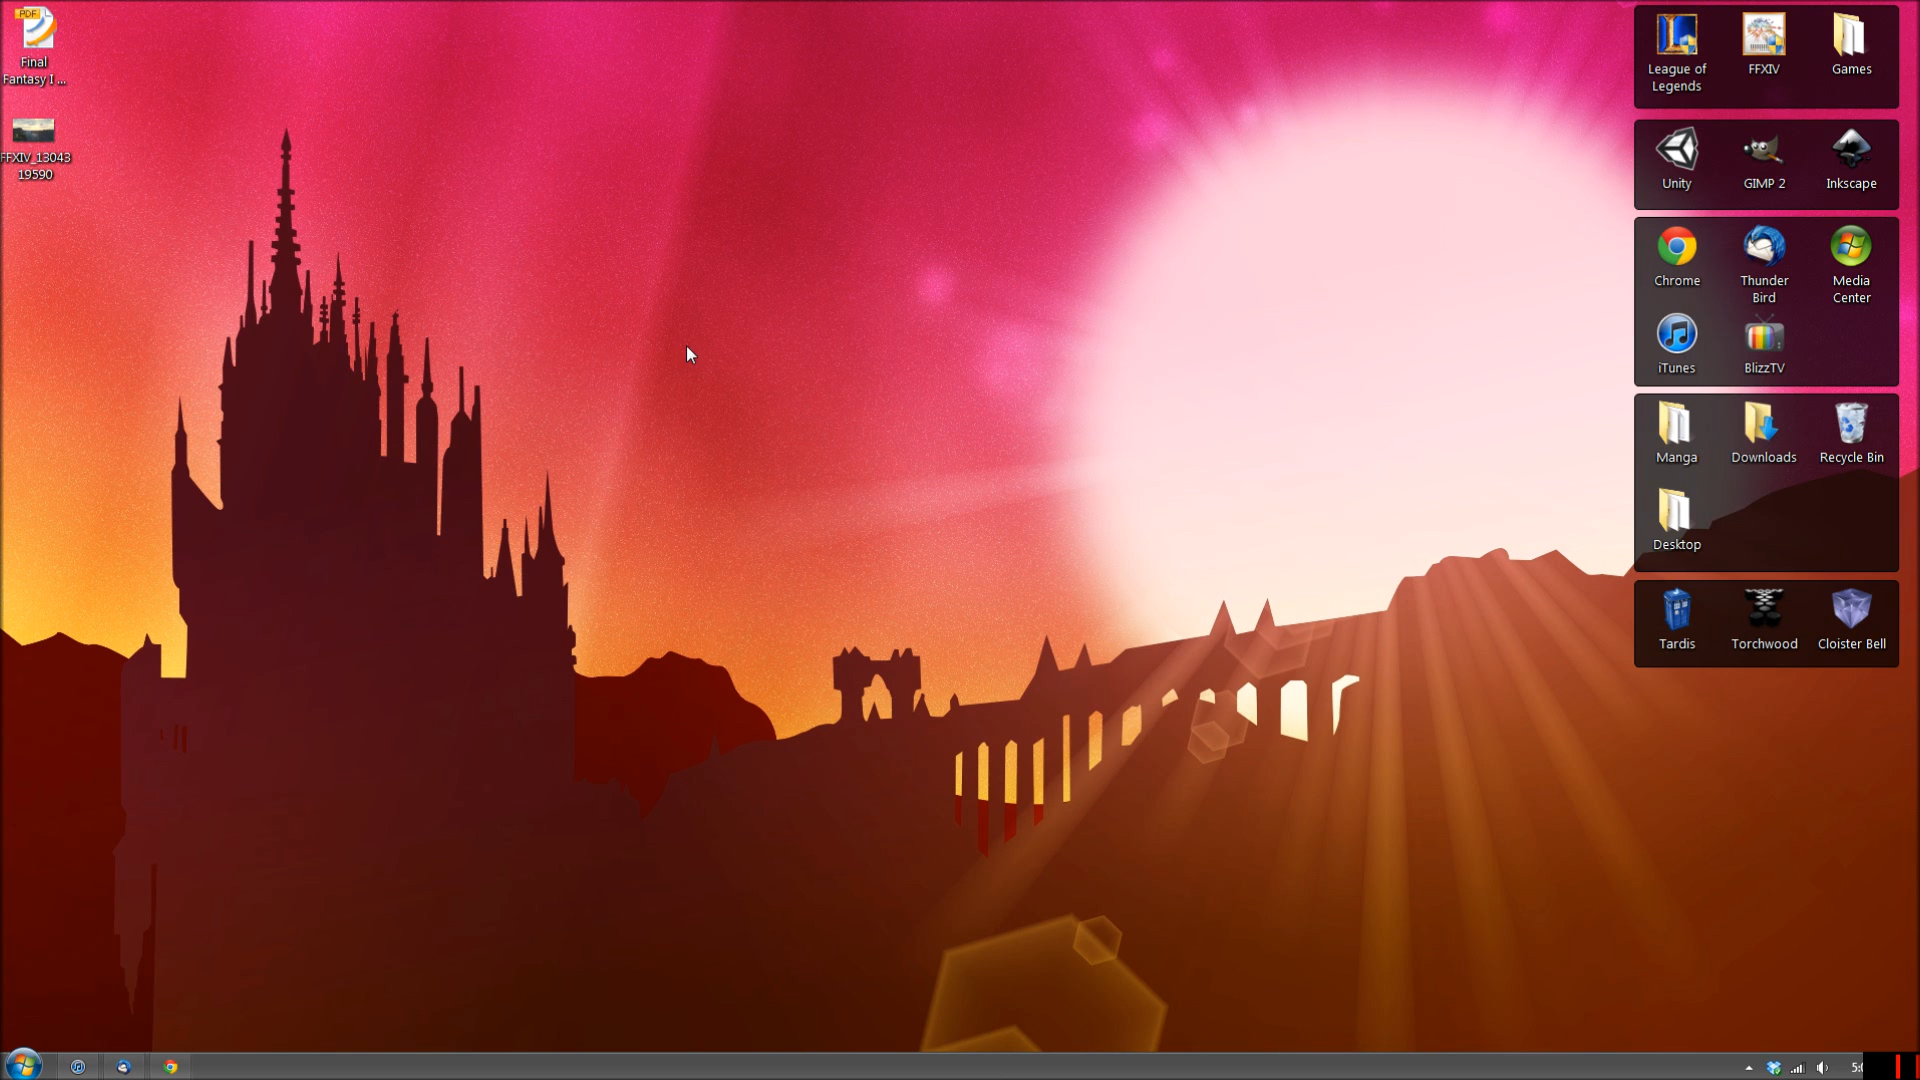 PDF
Final
Fantasy I ...
FFXIV_13043
19590
League of
Legends
FFXIV
Games
Unity
GIMP 2
Inkscape
Chrome
Thunder
Bird
Media
Center
iTunes
BlizzTV
Manga
Downloads
Recycle Bin
Desktop
Tardis
Torchwood
Cloister Bell